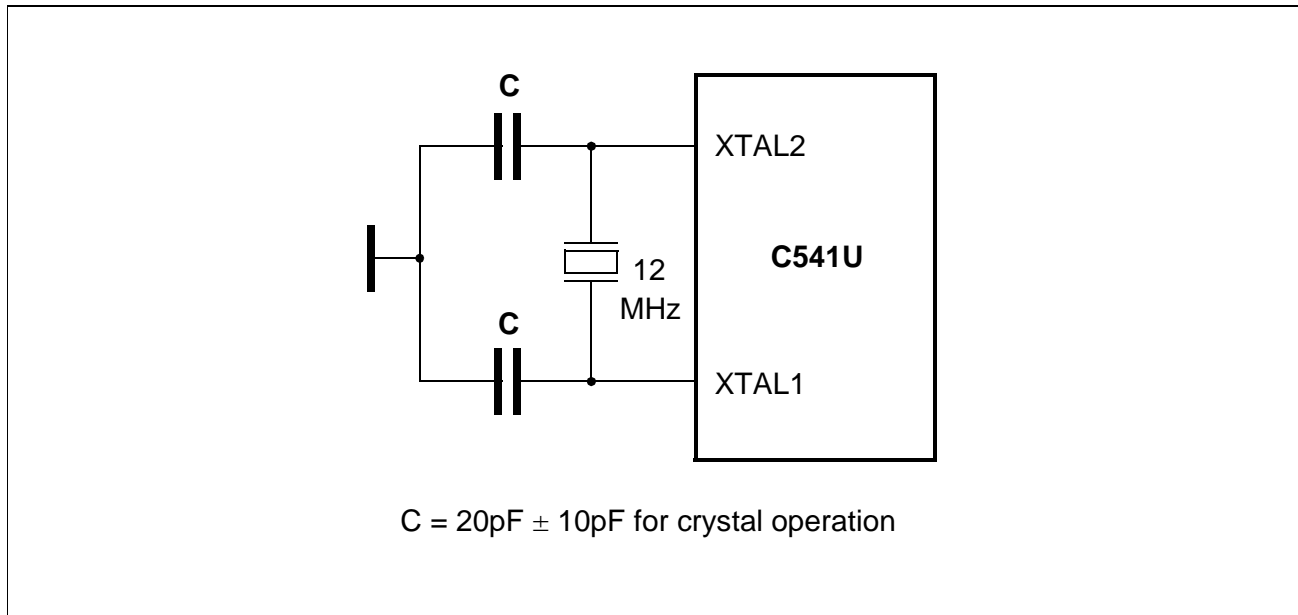 C
XTAL2
C541U
12
MHz
C
XTAL1
C = 20pF ± 10pF for crystal operation